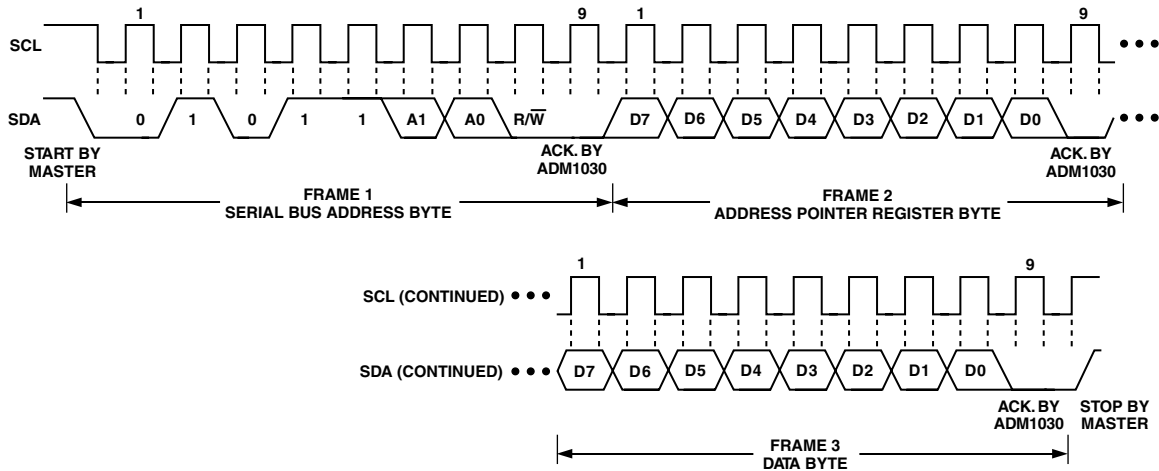 1 9 1 9
SCL
SDA 0 1 0 1 1 A1 A0 R/W̅ D7 D6 D5 D4 D3 D2 D1 D0
START BY
MASTER
ACK. BY
ADM1030
ACK. BY
ADM1030
FRAME 1
SERIAL BUS ADDRESS BYTE
FRAME 2
ADDRESS POINTER REGISTER BYTE
1 9
SCL (CONTINUED)
SDA (CONTINUED) D7 D6 D5 D4 D3 D2 D1 D0
ACK. BY
ADM1030
STOP BY
MASTER
FRAME 3
DATA BYTE